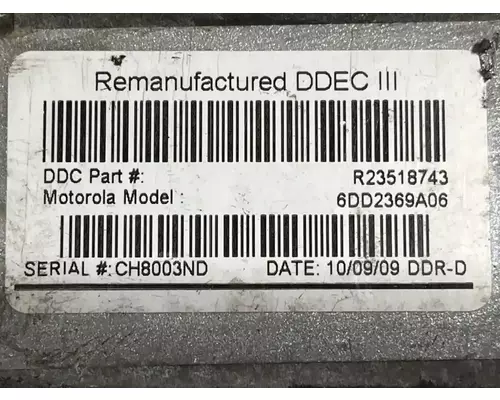 Remanufactured DDEC III
DDC Part #: R23518743
Motorola Model : 6DD2369A06
SERIAL #:CH8003ND DATE: 10/09/09 DDR-D